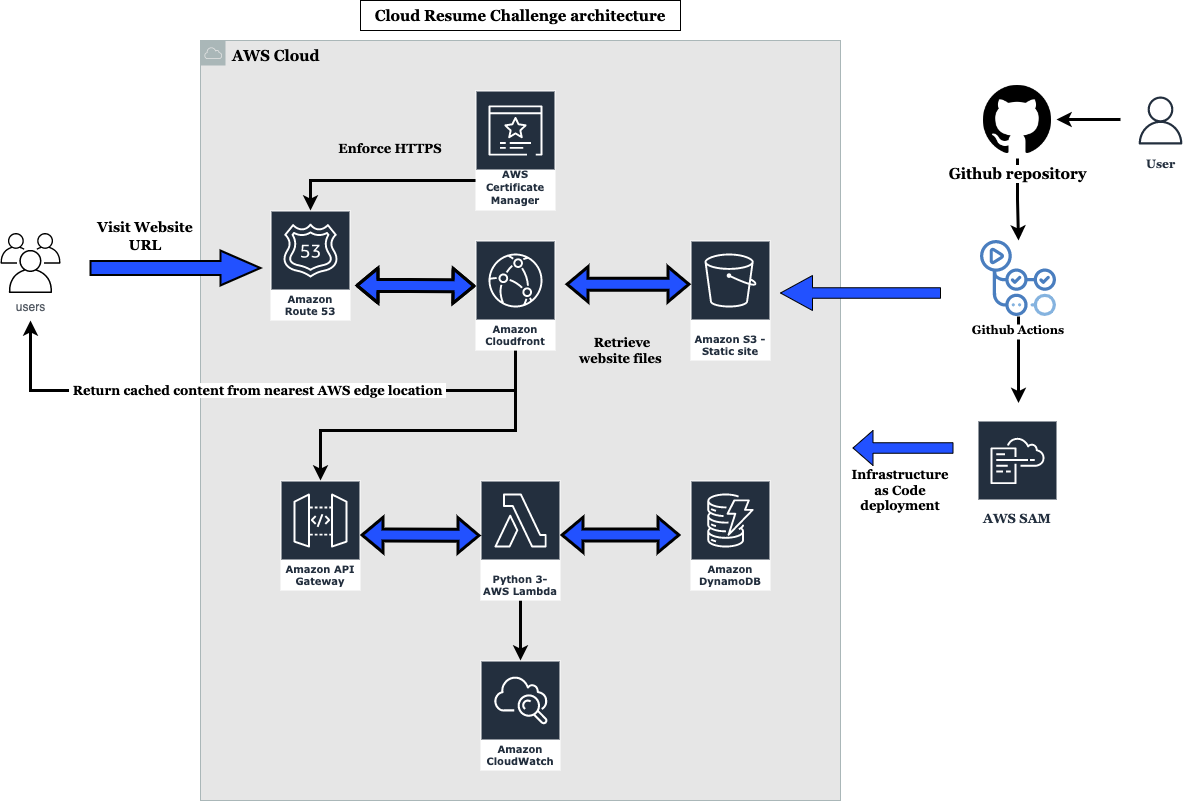 Cloud Resume Challenge architecture
AWS Cloud
Enforce HTTPS
AWS
Certificate
Manager
Github repository
User
Visit Website
URL
users
53
Amazon
Route 53
Amazon
Cloudfront
Retrieve
website files
Amazon S3 -
Static site
Github Actions
Return cached content from nearest AWS edge location
Infrastructure
as Code
deployment
AWS SAM
</>
Amazon API
Gateway
Python 3-
AWS Lambda
Amazon
DynamoDB
Amazon
CloudWatch